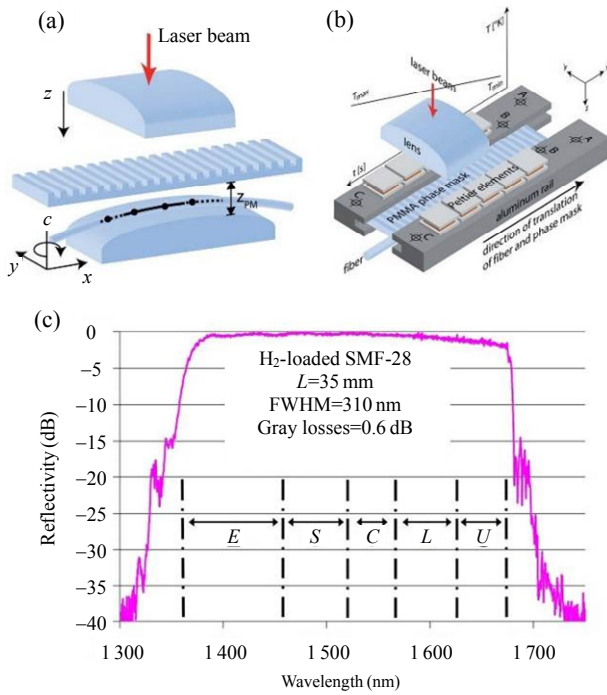 (a)
Laser beam
z
Z_PM
c
y
x
(b)
T [°K]
laser beam
T_max
T_min
lens
t [s]
PMMA phase mask
Peltier elements
aluminum rail
fiber
direction of translation
of fiber and phase mask
A
B
C
A
B
C
(c)
H₂-loaded SMF-28
L=35 mm
FWHM=310 nm
Gray losses=0.6 dB
Reflectivity (dB)
0
−5
−10
−15
−20
−25
−30
−35
−40
E S C L U
1 300 1 400 1 500 1 600 1 700
Wavelength (nm)